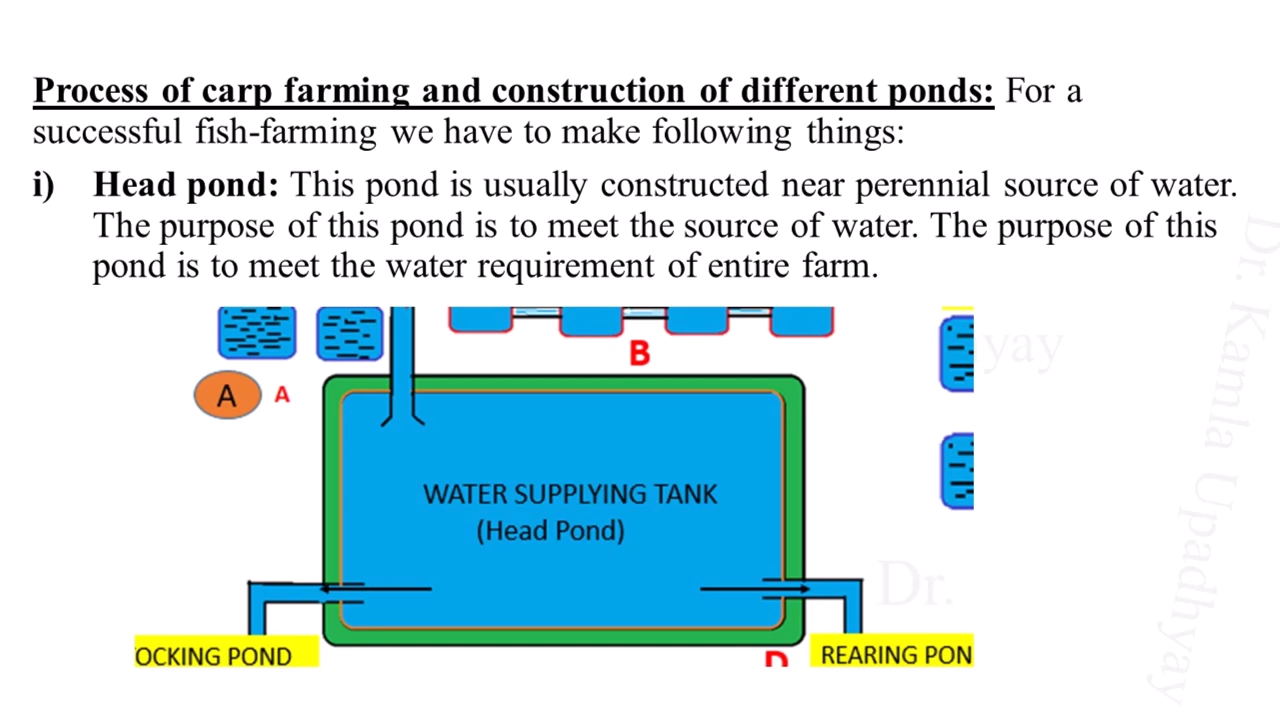 Process of carp farming and construction of different ponds: For a
successful fish-farming we have to make following things:
i) Head pond: This pond is usually constructed near perennial source of water.
The purpose of this pond is to meet the source of water. The purpose of this
pond is to meet the water requirement of entire farm.
B
A A
WATER SUPPLYING TANK
(Head Pond)
OCKING POND
D
REARING PON
yay
Dr.
Dr. Kamla Upadhyay